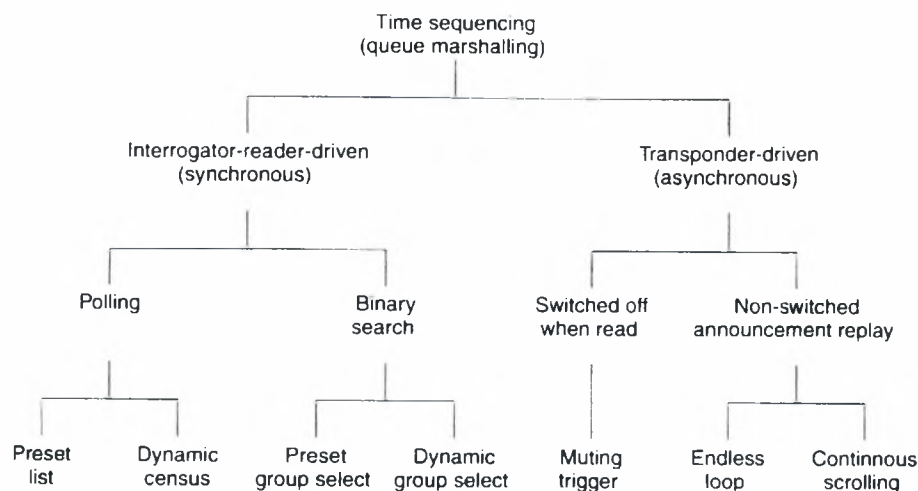 Time sequencing
(queue marshalling)
Interrogator-reader-driven
(synchronous)
Transponder-driven
(asynchronous)
Polling
Binary
search
Switched off
when read
Non-switched
announcement replay
Preset
list
Dynamic
census
Preset
group select
Dynamic
group select
Muting
trigger
Endless
loop
Continnous
scrolling